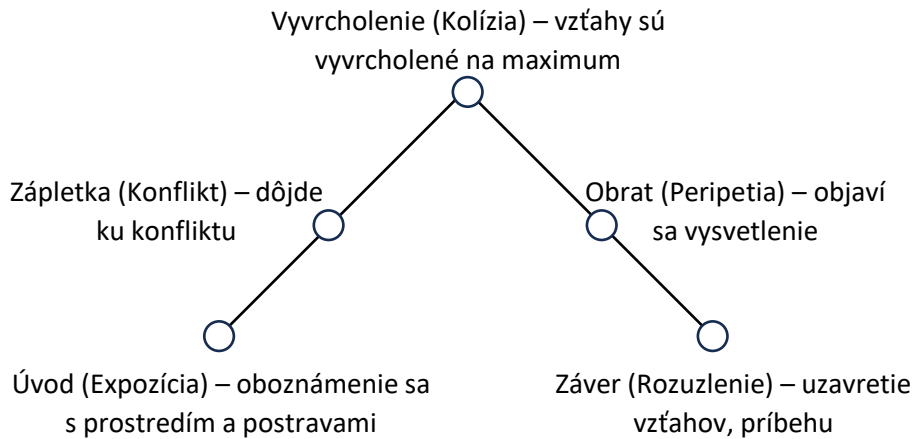 Vyvrcholenie (Kolízia) – vzťahy sú
vyvrcholené na maximum
Zápletka (Konflikt) – dôjde
ku konfliktu
Obrat (Peripetia) – objaví
sa vysvetlenie
Úvod (Expozícia) – oboznámenie sa
s prostredím a postravami
Záver (Rozuzlenie) – uzavretie
vzťahov, príbehu